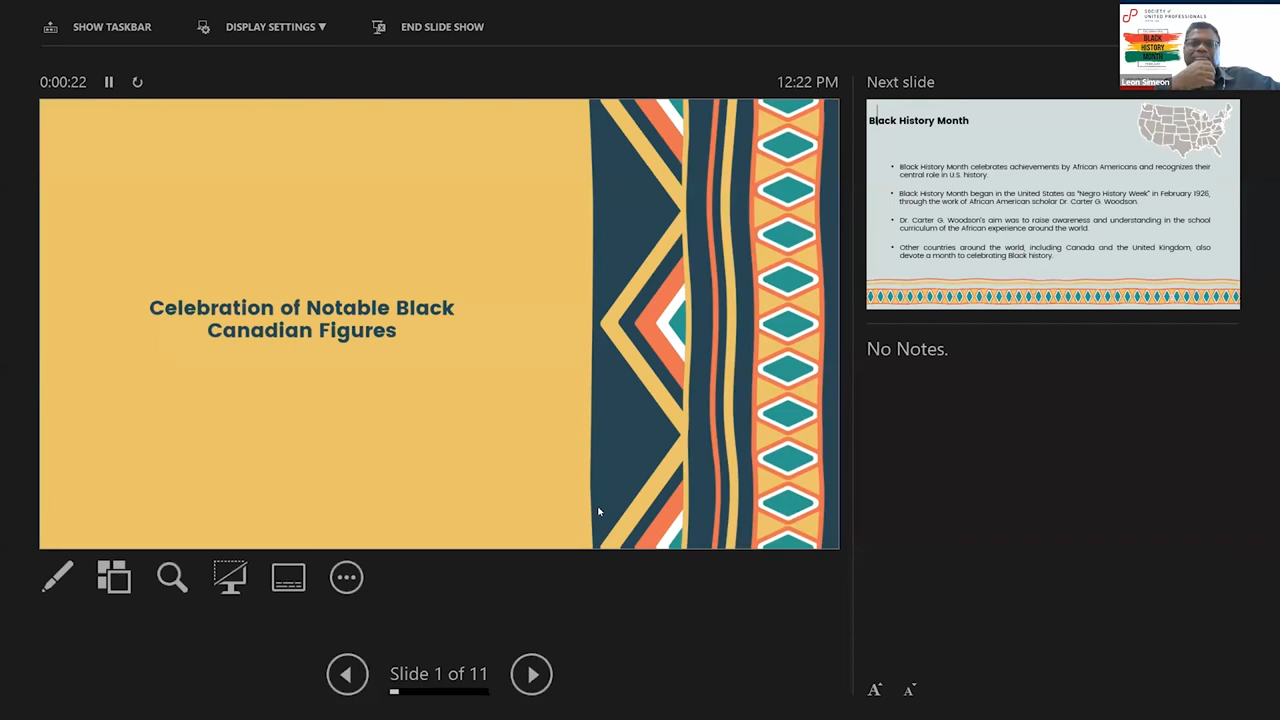 SHOW TASKBAR
DISPLAY SETTINGS ▼
END SLIDE SHOW
SOCIETY of
UNITED PROFESSIONALS
BLACK
HISTORY
MONTH
Leon Simeon
0:00:22
12:22 PM
Next slide
Celebration of Notable Black
Canadian Figures
Black History Month
• Black History Month celebrates achievements by African Americans and recognizes their
central role in U.S. history.
• Black History Month began in the United States as "Negro History Week" in February 1926,
through the work of African American scholar Dr. Carter G. Woodson.
• Dr. Carter G. Woodson's aim was to raise awareness and understanding in the school
curriculum of the African experience around the world.
• Other countries around the world, including Canada and the United Kingdom, also
devote a month to celebrating Black history.
No Notes.
Slide 1 of 11
A A